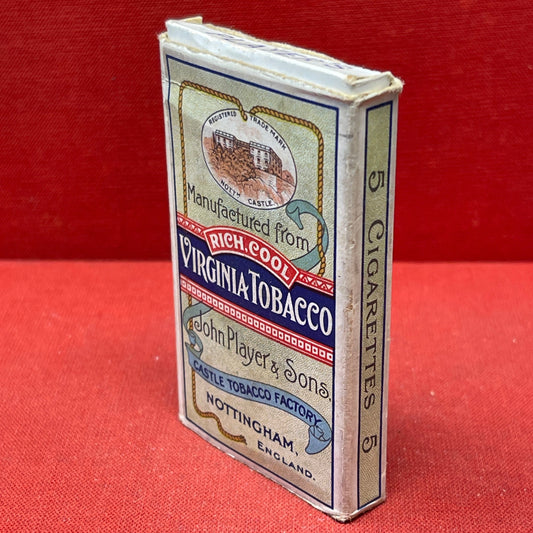 REGISTERED TRADE MARK
NOTTM CASTLE.
Manufactured from
RICH.COOL
VIRGINIA TOBACCO
John Player & Sons.
CASTLE TOBACCO FACTORY
NOTTINGHAM,
ENGLAND.
5 CIGARETTES 5